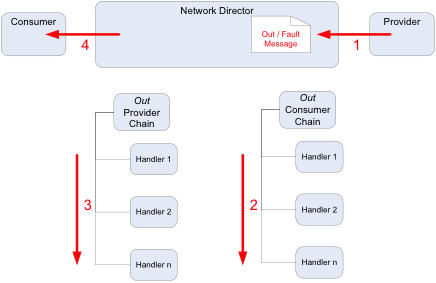 Network Director
Consumer
Provider
Out / Fault
Message
4
1
Out
Provider
Chain
Out
Consumer
Chain
Handler 1
Handler 1
3
2
Handler 2
Handler 2
Handler n
Handler n